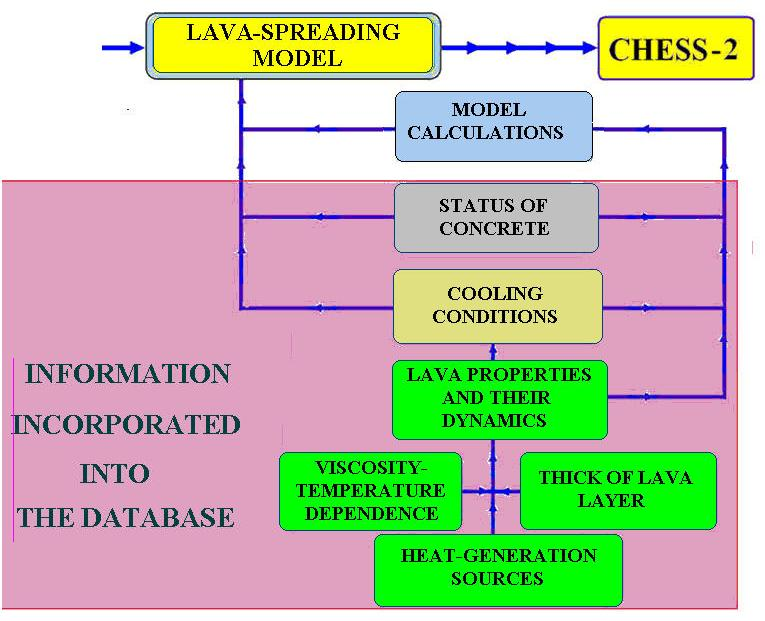 LAVA-SPREADING
MODEL
CHESS-2
MODEL
CALCULATIONS
STATUS OF
CONCRETE
COOLING
CONDITIONS
LAVA PROPERTIES
AND THEIR
DYNAMICS
INFORMATION
INCORPORATED
INTO
THE DATABASE
VISCOSITY-
TEMPERATURE
DEPENDENCE
THICK OF LAVA
LAYER
HEAT-GENERATION
SOURCES